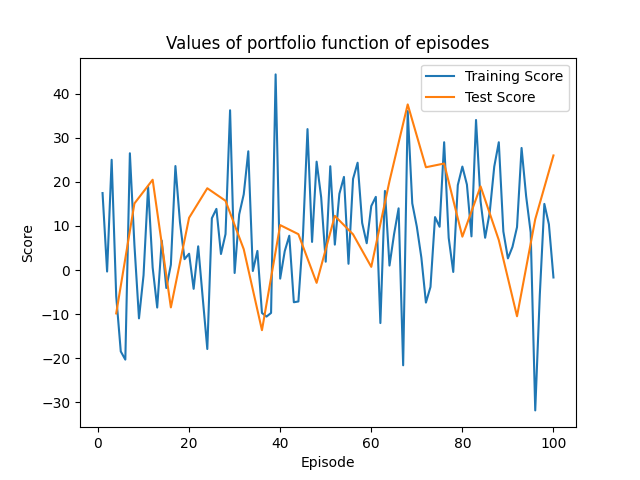 Values of portfolio function of episodes
Training Score
Test Score
Score
40
30
20
10
0
−10
−20
−30
0 20 40 60 80 100
Episode